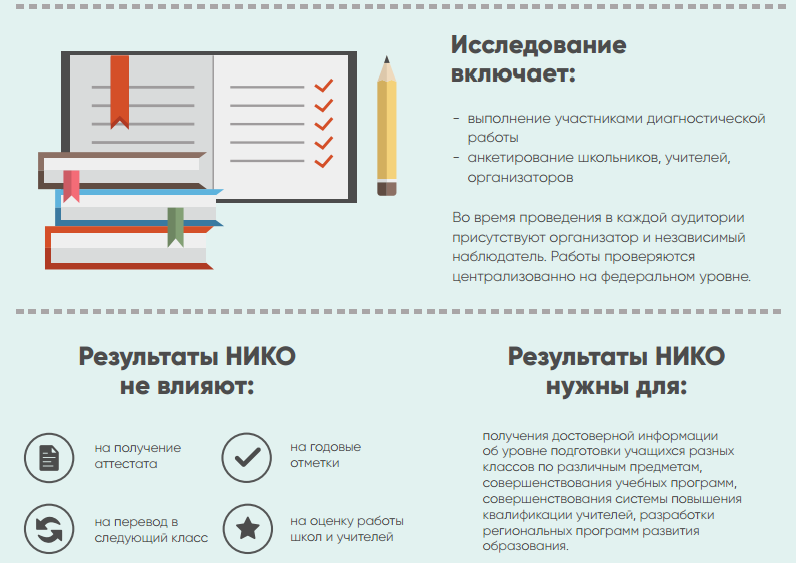 Исследование
включает:
- выполнение участниками диагностической
работы
- анкетирование школьников, учителей,
организаторов
Во время проведения в каждой аудитории
присутствуют организатор и независимый
наблюдатель. Работы проверяются
централизованно на федеральном уровне.
Результаты НИКО
не влияют:
на получение
аттестата
на годовые
отметки
на перевод в
следующий класс
на оценку работы
школ и учителей
Результаты НИКО
нужны для:
получения достоверной информации
об уровне подготовки учащихся разных
классов по различным предметам,
совершенствования учебных программ,
совершенствования системы повышения
квалификации учителей, разработки
региональных программ развития
образования.